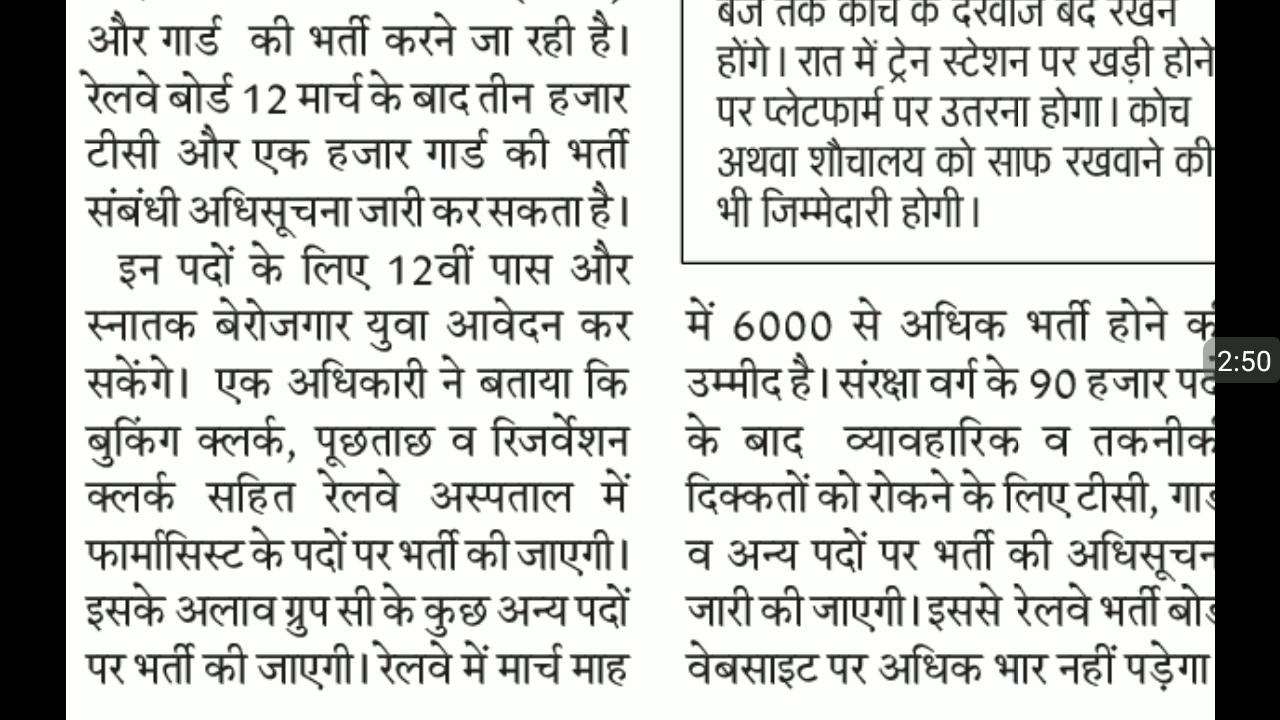 और गार्ड की भर्ती करने जा रही है।
रेलवे बोर्ड 12 मार्च के बाद तीन हजार
टीसी और एक हजार गार्ड की भर्ती
संबंधी अधिसूचना जारी कर सकता है।
इन पदों के लिए 12वीं पास और
स्नातक बेरोजगार युवा आवेदन कर
सकेंगे। एक अधिकारी ने बताया कि
बुकिंग क्लर्क, पूछताछ व रिजर्वेशन
क्लर्क सहित रेलवे अस्पताल में
फार्मासिस्ट के पदों पर भर्ती की जाएगी।
इसके अलाव ग्रुप सी के कुछ अन्य पदों
पर भर्ती की जाएगी। रेलवे में मार्च माह
बजे तक कोच के दरवाजे बंद रखने
होंगे। रात में ट्रेन स्टेशन पर खड़ी होने
पर प्लेटफार्म पर उतरना होगा। कोच
अथवा शौचालय को साफ रखवाने की
भी जिम्मेदारी होगी।
में 6000 से अधिक भर्ती होने
उम्मीद है। संरक्षा वर्ग के 90 हजार
के बाद व्यावहारिक व
दिक्कतों को रोकने के लिए टीसी,
व अन्य पदों पर भर्ती की
जारी की जाएगी। इससे रेलवे भर्ती
वेबसाइट पर अधिक भार नहीं पड़ेगा
2:50